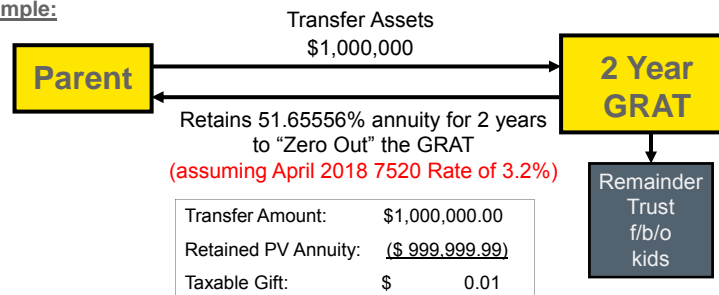 mple:
Transfer Assets
$1,000,000
Parent
2 Year
GRAT
Retains 51.65556% annuity for 2 years
to “Zero Out” the GRAT
(assuming April 2018 7520 Rate of 3.2%)
Remainder
Trust
f/b/o
kids
Transfer Amount: $1,000,000.00
Retained PV Annuity: ($ 999,999.99)
Taxable Gift: $ 0.01